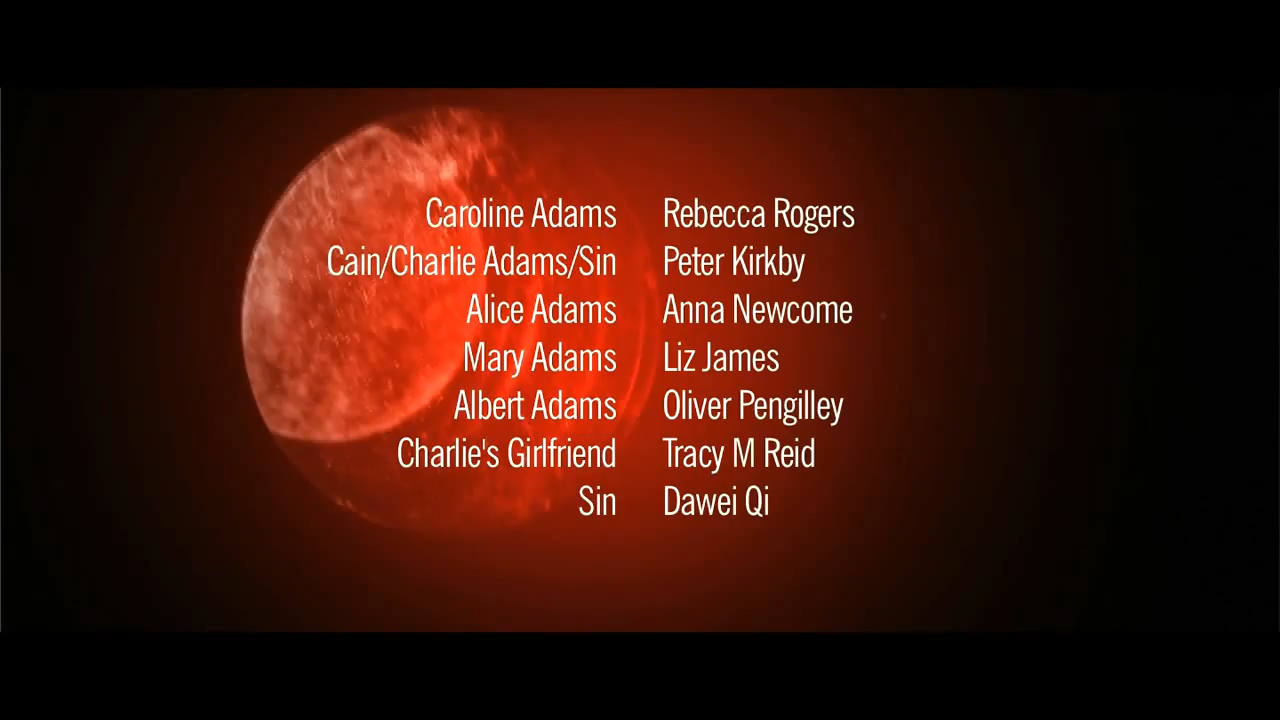 Caroline Adams Rebecca Rogers
Cain/Charlie Adams/Sin Peter Kirkby
Alice Adams Anna Newcome
Mary Adams Liz James
Albert Adams Oliver Pengilley
Charlie's Girlfriend Tracy M Reid
Sin Dawei Qi